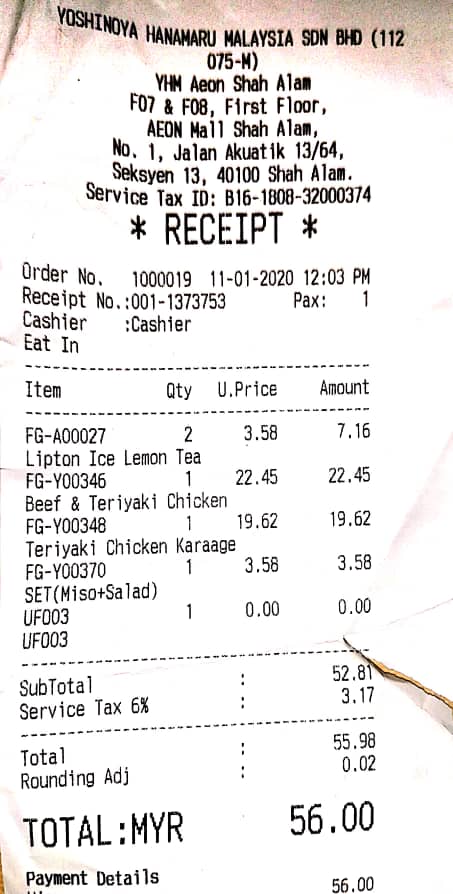 YOSHINOYA HANAMARU MALAYSIA SDN BHD (112
075-M)
YHM Aeon Shah Alam
F07 & F08, First Floor,
AEON Mall Shah Alam,
No. 1, Jalan Akuatik 13/64,
Seksyen 13, 40100 Shah Alam.
Service Tax ID: B16-1808-32000374
* RECEIPT *
Order No. 1000019 11-01-2020 12:03 PM
Receipt No.:001-1373753 Pax: 1
Cashier :Cashier
Eat In
Item Qty U.Price Amount
FG-A00027 2 3.58 7.16
Lipton Ice Lemon Tea
FG-Y00346 1 22.45 22.45
Beef & Teriyaki Chicken
FG-Y00348 1 19.62 19.62
Teriyaki Chicken Karaage
FG-Y00370 1 3.58 3.58
SET(Miso+Salad)
UF003 1 0.00 0.00
UF003
SubTotal : 52.81
Service Tax 6% : 3.17
Total : 55.98
Rounding Adj : 0.02
TOTAL:MYR 56.00
Payment Details
56.00